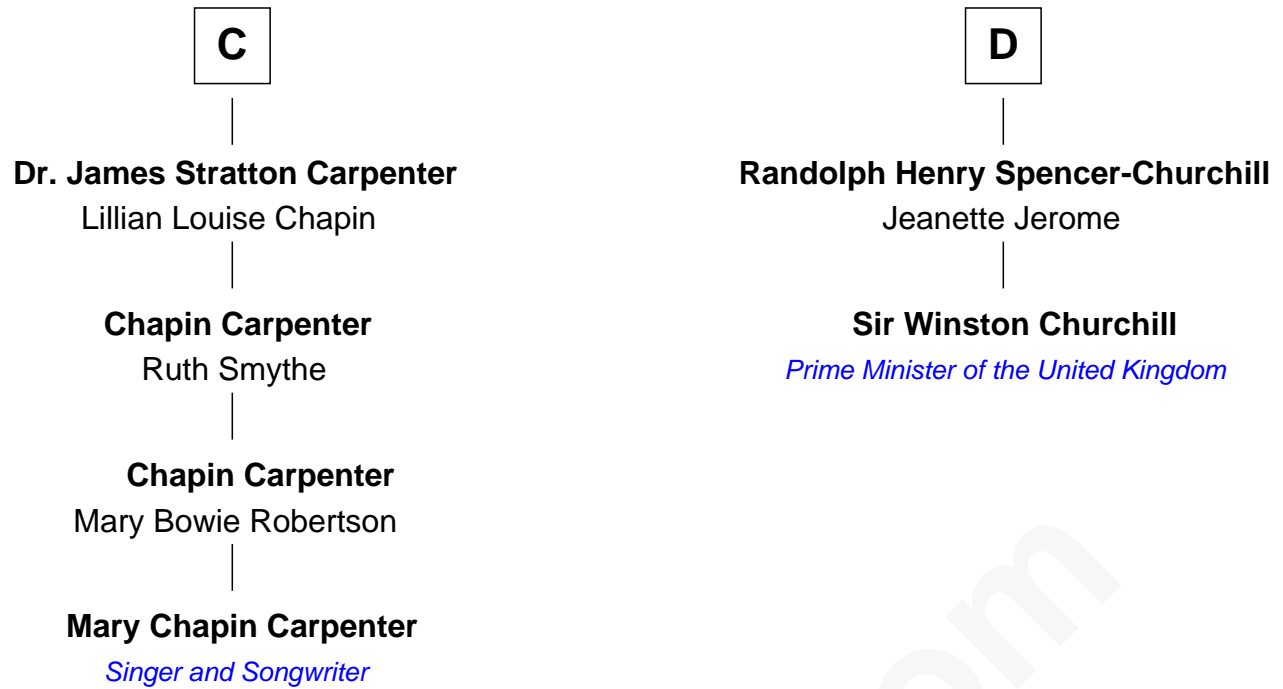 C
Dr. James Stratton Carpenter
Lillian Louise Chapin
Chapin Carpenter
Ruth Smythe
Chapin Carpenter
Mary Bowie Robertson
Mary Chapin Carpenter
Singer and Songwriter
D
Randolph Henry Spencer-Churchill
Jeanette Jerome
Sir Winston Churchill
Prime Minister of the United Kingdom
om